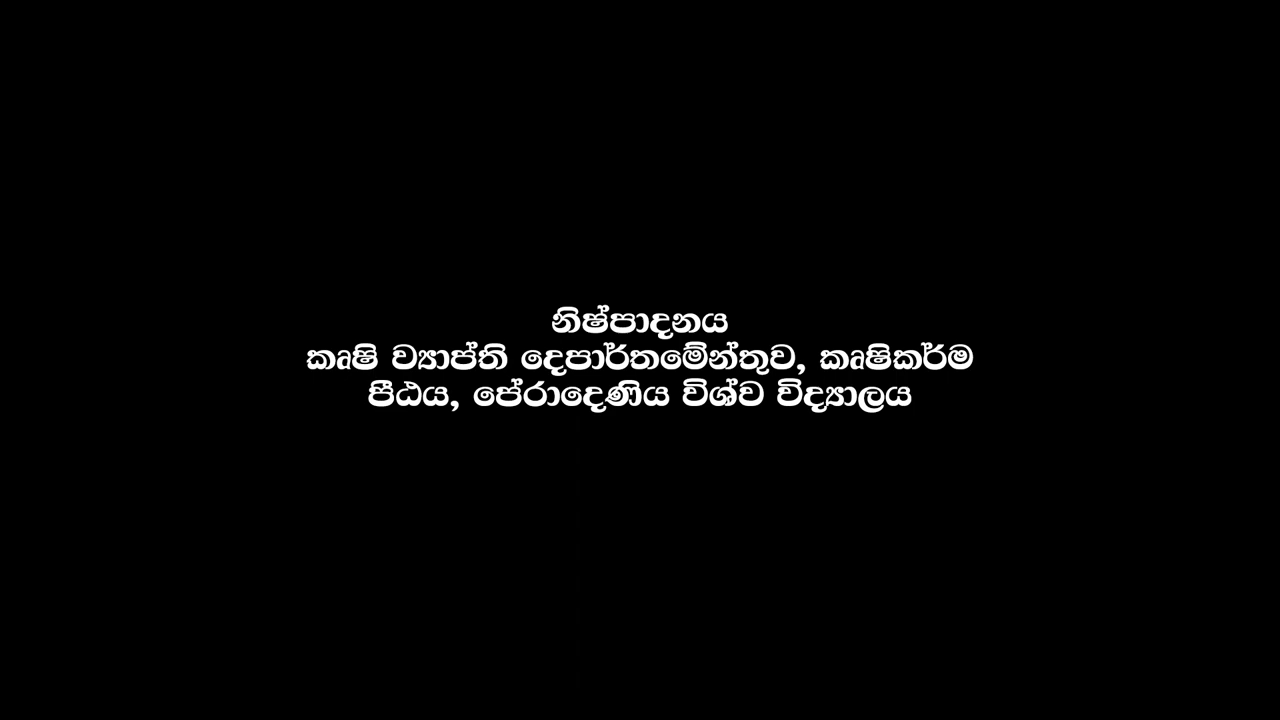 නිෂ්පාදනය
කෘෂි ව්‍යාප්ති දෙපාර්තමේන්තුව, කෘෂිකර්ම
පීඨය, පේරාදෙණිය විශ්ව විද්‍යාලය